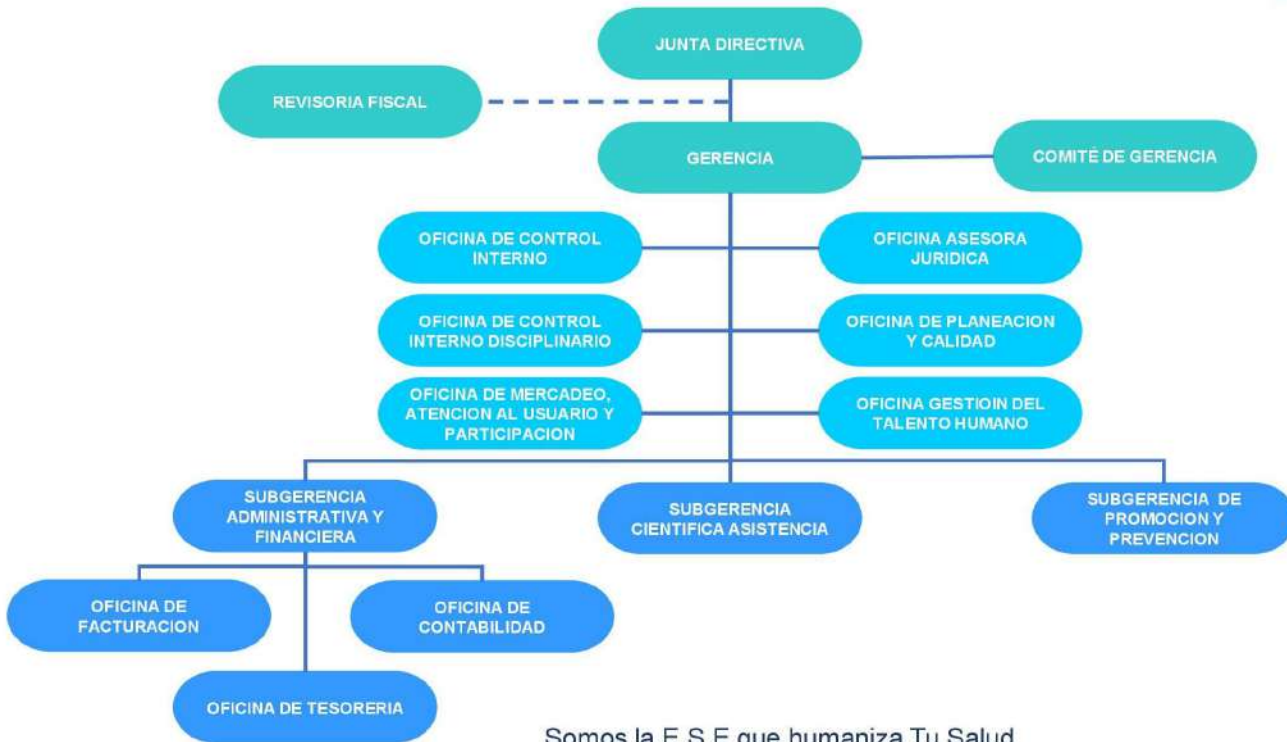 JUNTA DIRECTIVA
REVISORIA FISCAL
GERENCIA
COMITÉ DE GERENCIA
OFICINA DE CONTROL
INTERNO
OFICINA ASESORA
JURIDICA
OFICINA DE CONTROL
INTERNO DISCIPLINARIO
OFICINA DE PLANEACION
Y CALIDAD
OFICINA DE MERCADEO,
ATENCION AL USUARIO Y
PARTICIPACION
OFICINA GESTIOIN DEL
TALENTO HUMANO
SUBGERENCIA
ADMINISTRATIVA Y
FINANCIERA
SUBGERENCIA
CIENTIFICA ASISTENCIA
SUBGERENCIA DE
PROMOCION Y
PREVENCION
OFICINA DE
FACTURACION
OFICINA DE
CONTABILIDAD
OFICINA DE TESORERIA
Somos la E.S.E que humaniza Tu Salud